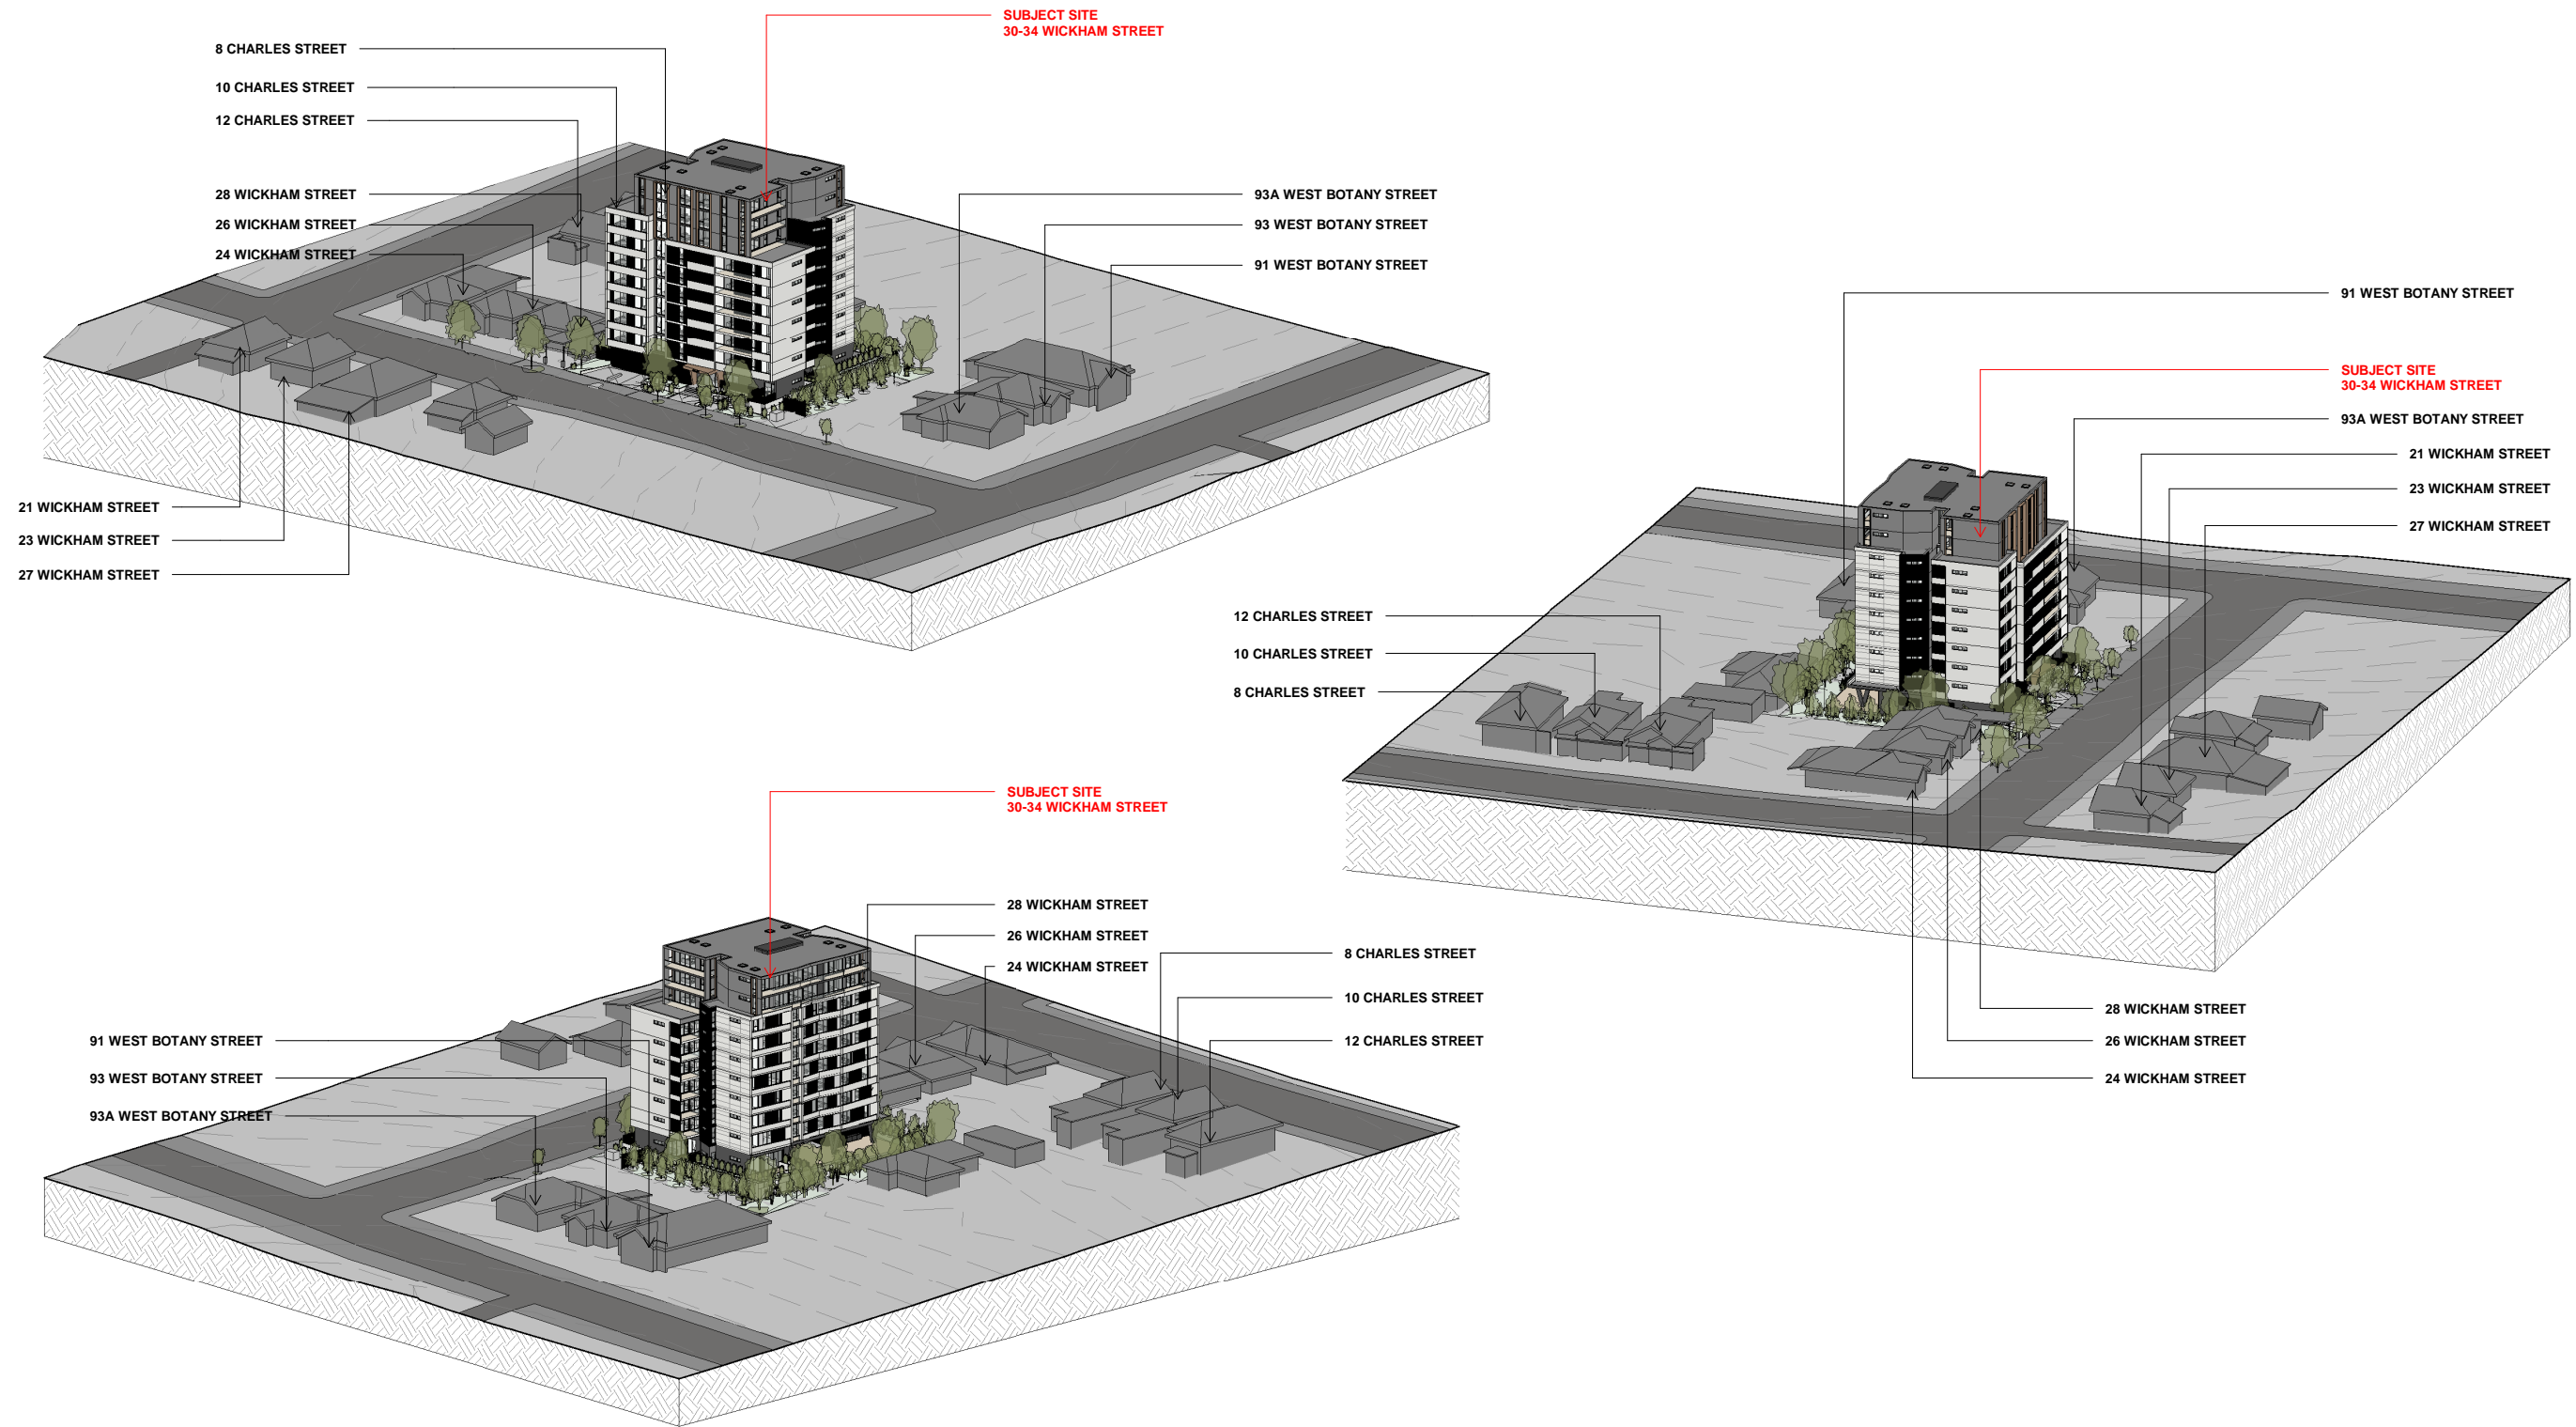 SUBJECT SITE
30-34 WICKHAM STREET
8 CHARLES STREET
10 CHARLES STREET
12 CHARLES STREET
28 WICKHAM STREET
26 WICKHAM STREET
24 WICKHAM STREET
93A WEST BOTANY STREET
93 WEST BOTANY STREET
91 WEST BOTANY STREET
21 WICKHAM STREET
23 WICKHAM STREET
27 WICKHAM STREET
91 WEST BOTANY STREET
SUBJECT SITE
30-34 WICKHAM STREET
93A WEST BOTANY STREET
21 WICKHAM STREET
23 WICKHAM STREET
27 WICKHAM STREET
12 CHARLES STREET
10 CHARLES STREET
8 CHARLES STREET
28 WICKHAM STREET
26 WICKHAM STREET
24 WICKHAM STREET
SUBJECT SITE
30-34 WICKHAM STREET
28 WICKHAM STREET
26 WICKHAM STREET
24 WICKHAM STREET
8 CHARLES STREET
10 CHARLES STREET
12 CHARLES STREET
91 WEST BOTANY STREET
93 WEST BOTANY STREET
93A WEST BOTANY STREET